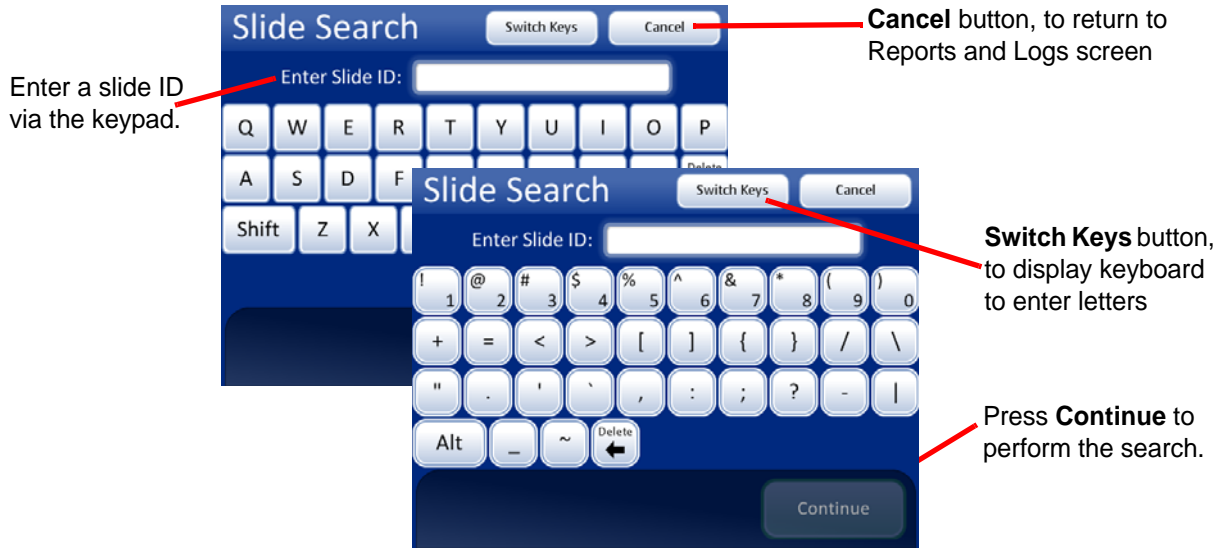 Slide Search
Switch Keys
Cancel
Cancel button, to return to
Reports and Logs screen
Enter a slide ID
via the keypad.
Enter Slide ID:
Q W E R T Y U I O P
A S D F
Delete
Shift Z X
Slide Search
Switch Keys
Cancel
Enter Slide ID:
Switch Keys button,
to display keyboard
to enter letters
! 1 @ 2 # 3 $ 4 % 5 ^ 6 & 7 * 8 ( 9 ) 0
+ = < > [ ] { } / \
" . ' ` , : ; ? - |
Alt _ ~ Delete
Press Continue to
perform the search.
Continue